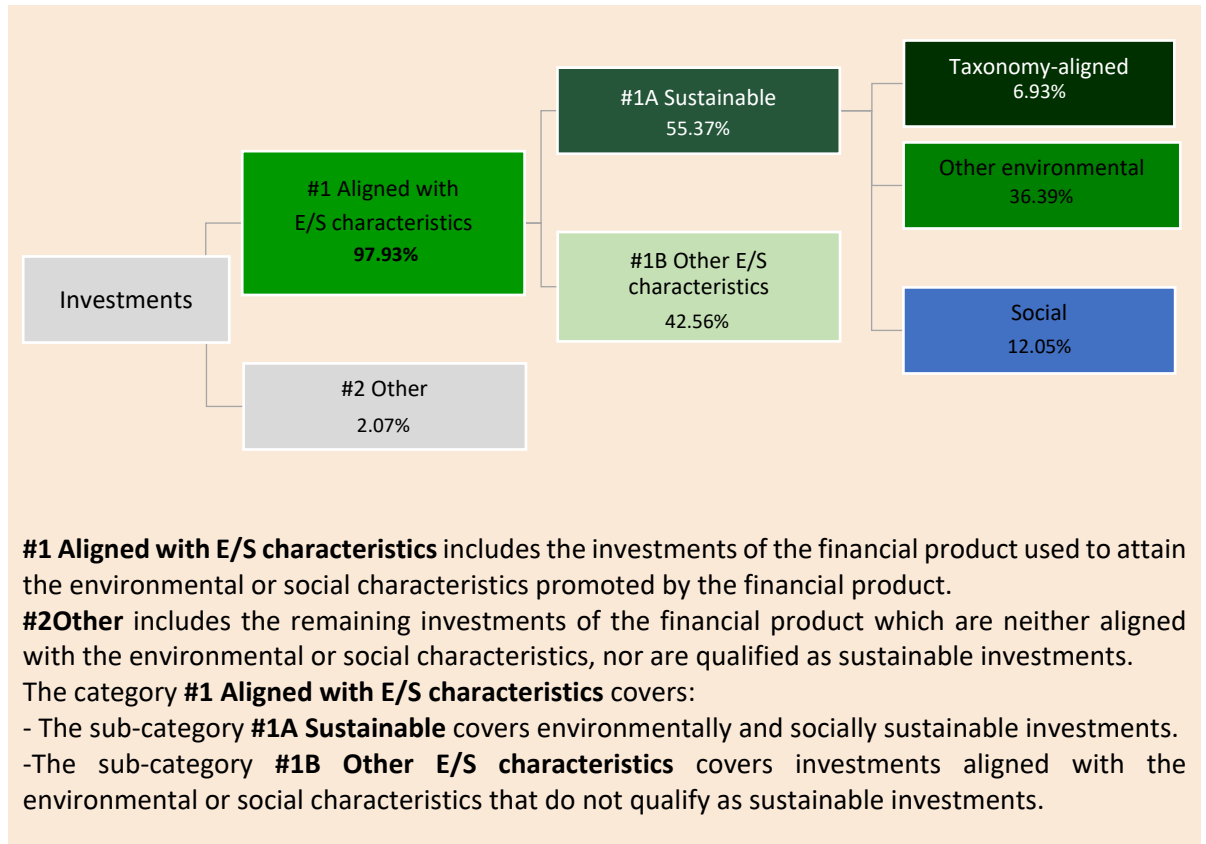 Investments
#1 Aligned with
E/S characteristics
97.93%
#2 Other
2.07%
#1A Sustainable
55.37%
#1B Other E/S
characteristics
42.56%
Taxonomy-aligned
6.93%
Other environmental
36.39%
Social
12.05%
#1 Aligned with E/S characteristics includes the investments of the financial product used to attain
the environmental or social characteristics promoted by the financial product.
#2Other includes the remaining investments of the financial product which are neither aligned
with the environmental or social characteristics, nor are qualified as sustainable investments.
The category #1 Aligned with E/S characteristics covers:
- The sub-category #1A Sustainable covers environmentally and socially sustainable investments.
-The sub-category #1B Other E/S characteristics covers investments aligned with the
environmental or social characteristics that do not qualify as sustainable investments.